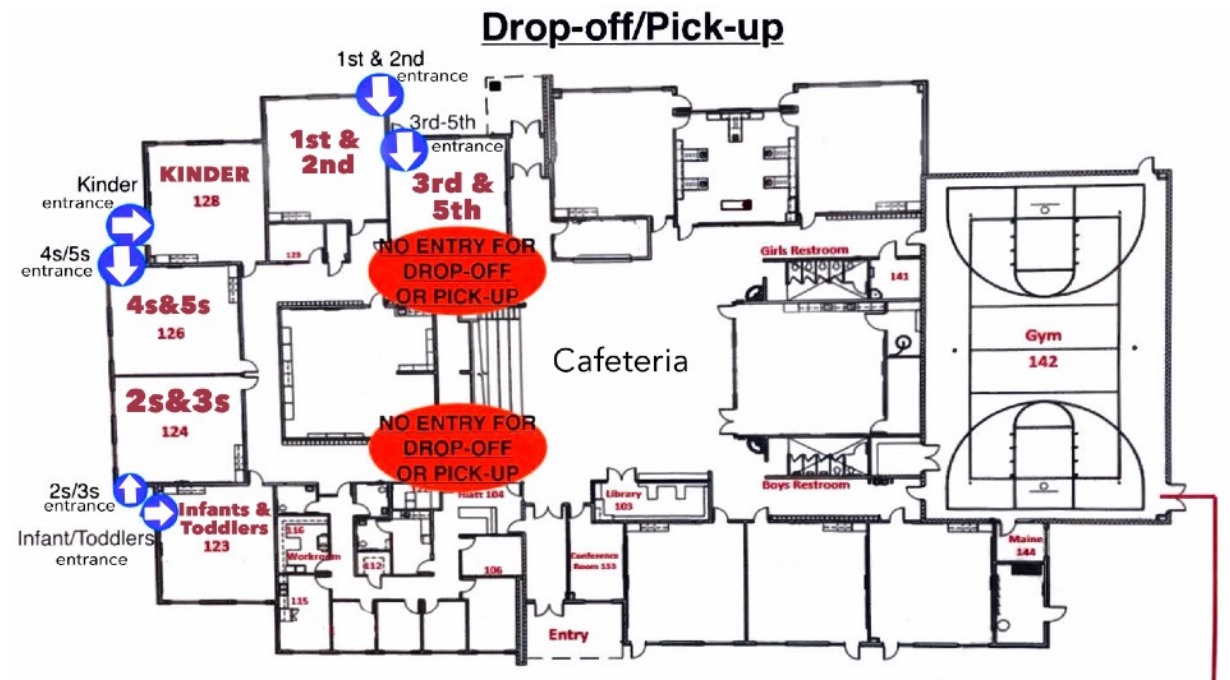 Drop-off/Pick-up
1st & 2nd
entrance
3rd-5th
entrance
1st &
2nd
KINDER
128
3rd &
5th
Kinder
entrance
4s/5s
entrance
129
NO ENTRY FOR
DROP-OFF
OR PICK-UP
Girls Restroom
141
4s&5s
126
Cafeteria
Gym
142
2s&3s
124
NO ENTRY FOR
DROP-OFF
OR PICK-UP
Boys Restroom
2s/3s
entrance
Infant/Toddlers
entrance
Infants &
Toddlers
123
104
Library
103
116
Workroom
112
106
Conference
Room 153
Maine
144
115
Entry